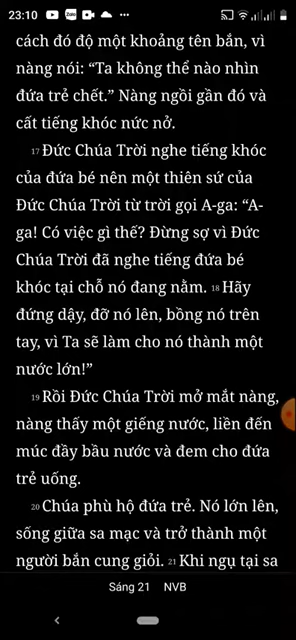 23:10
cách đó độ một khoảng tên bắn, vì
nàng nói: “Ta không thể nào nhìn
đứa trẻ chết.” Nàng ngồi gần đó và
cất tiếng khóc nức nở.
17 Đức Chúa Trời nghe tiếng khóc
của đứa bé nên một thiên sứ của
Đức Chúa Trời từ trời gọi A-ga: “A-
ga! Có việc gì thế? Đừng sợ vì Đức
Chúa Trời đã nghe tiếng đứa bé
khóc tại chỗ nó đang nằm. 18 Hãy
đứng dậy, đỡ nó lên, bồng nó trên
tay, vì Ta sẽ làm cho nó thành một
nước lớn!”
19 Rồi Đức Chúa Trời mở mắt nàng,
nàng thấy một giếng nước, liền đến
múc đầy bầu nước và đem cho đứa
trẻ uống.
20 Chúa phù hộ đứa trẻ. Nó lớn lên,
sống giữa sa mạc và trở thành một
người bắn cung giỏi. 21 Khi ngụ tại sa
Sáng 21 NVB